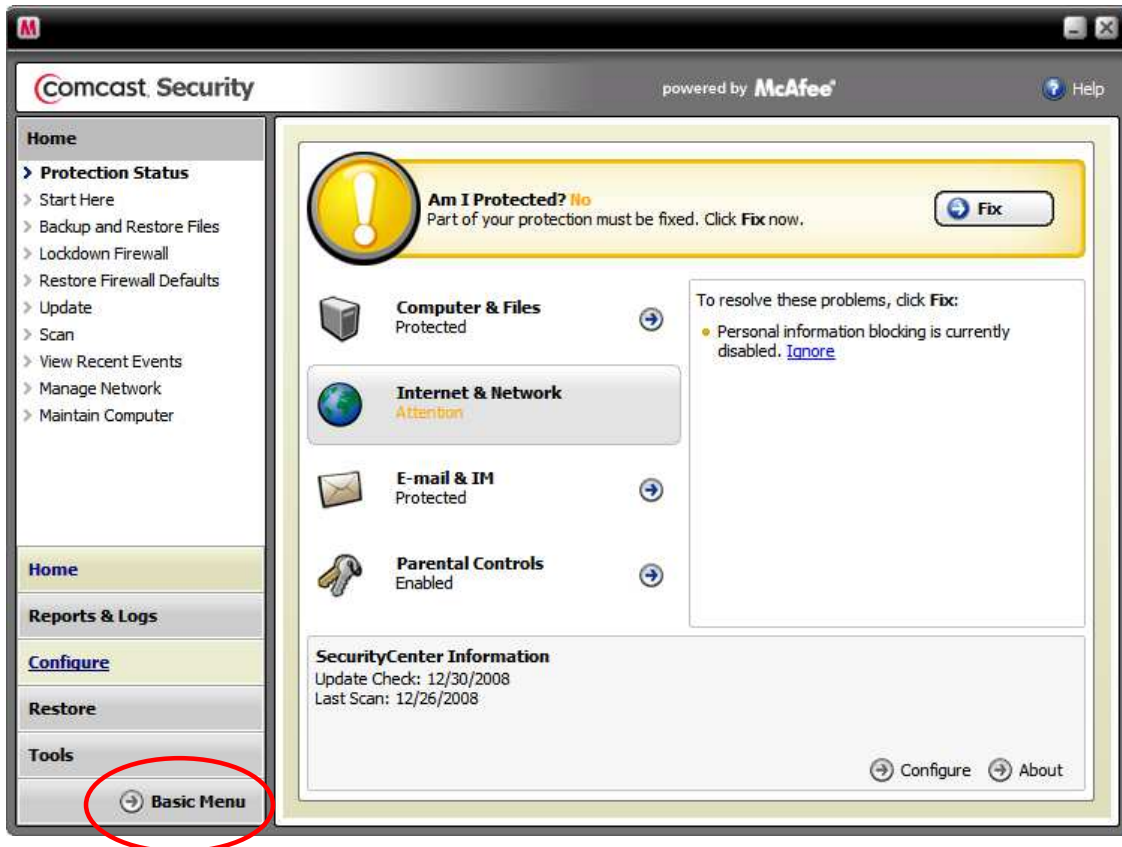 M
Comcast Security
powered by McAfee®
Help
Home
Protection Status
Start Here
Backup and Restore Files
Lockdown Firewall
Restore Firewall Defaults
Update
Scan
View Recent Events
Manage Network
Maintain Computer
Home
Reports & Logs
Configure
Restore
Tools
Basic Menu
Am I Protected? No
Part of your protection must be fixed. Click Fix now.
Fix
Computer & Files
Protected
Internet & Network
Attention
E-mail & IM
Protected
Parental Controls
Enabled
To resolve these problems, click Fix:
Personal information blocking is currently
disabled. Ignore
SecurityCenter Information
Update Check: 12/30/2008
Last Scan: 12/26/2008
Configure
About